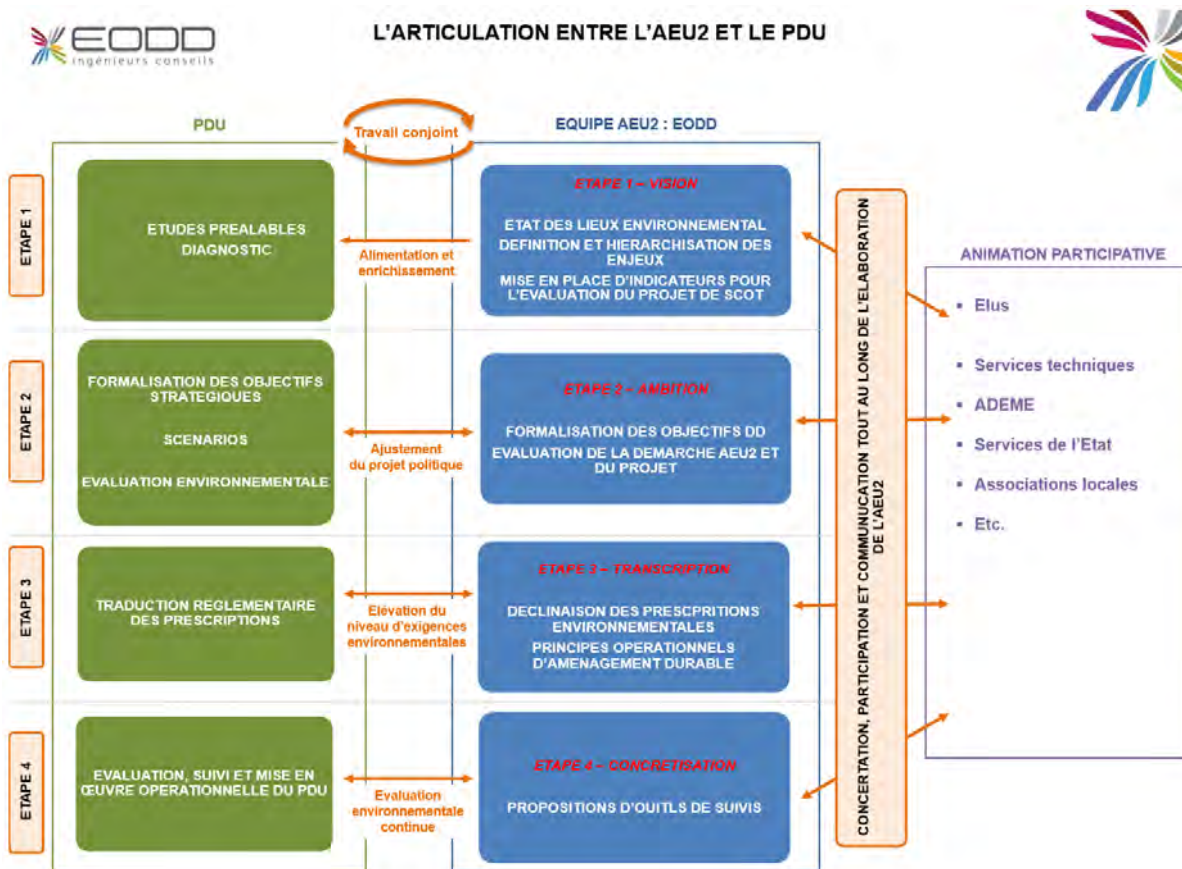 EODD
ingénieurs conseils
L'ARTICULATION ENTRE L'AEU2 ET LE PDU
PDU
Travail conjoint
EQUIPE AEU2 : EODD
ETAPE 1
ETUDES PREALABLES
DIAGNOSTIC
Alimentation et
enrichissement
ETAPE 1 – VISION
ETAT DES LIEUX ENVIRONMENTAL
DEFINITION ET HIERARCHISATION DES
ENJEUX
MISE EN PLACE D'INDICATEURS POUR
L'EVALUATION DU PROJET DE SCOT
ETAPE 2
FORMALISATION DES OBJECTIFS
STRATEGIQUES
SCENARIOS
EVALUATION ENVIRONNEMENTALE
Ajustement
du projet politique
ETAPE 2 – AMBITION
FORMALISATION DES OBJECTIFS DD
EVALUATION DE LA DEMARCHE AEU2 ET
DU PROJET
ETAPE 3
TRADUCTION REGLEMENTAIRE
DES PRESCRIPTIONS
Elévation du
niveau d'exigences
environnementales
ETAPE 3 – TRANSCRIPTION
DECLINAISON DES PRESCPRITIONS
ENVIRONNEMENTALES
PRINCIPES OPERATIONNELS
D'AMENAGEMENT DURABLE
ETAPE 4
EVALUATION, SUIVI ET MISE EN
ŒUVRE OPERATIONNELLE DU PDU
Evaluation
environnementale
continue
ETAPE 4 – CONCRETISATION
PROPOSITIONS D'OUITLS DE SUIVIS
CONCERTATION, PARTICIPATION ET COMMUNUCATION TOUT AU LONG DE L'ELABORATION
DE L'AEU2
ANIMATION PARTICIPATIVE
▪ Elus
▪ Services techniques
▪ ADEME
▪ Services de l'Etat
▪ Associations locales
▪ Etc.